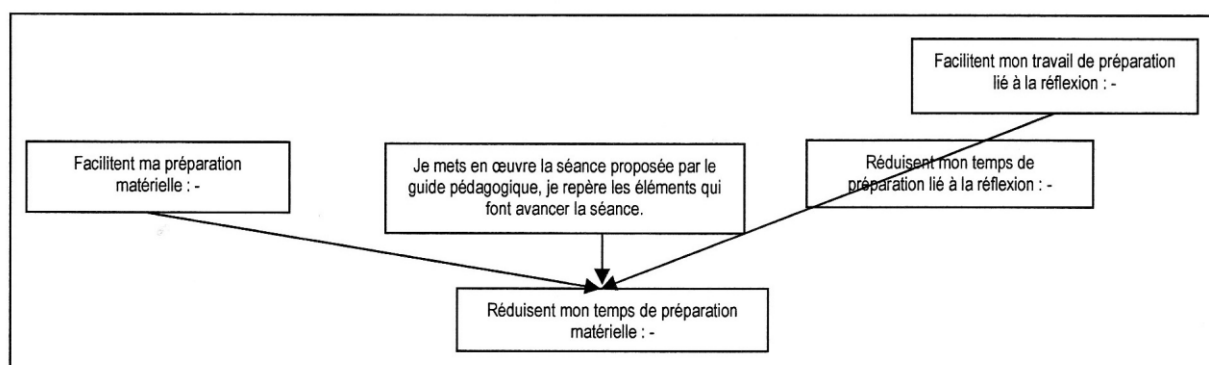 Facilitent mon travail de préparation
lié à la réflexion : -
Facilitent ma préparation
matérielle : -
Je mets en œuvre la séance proposée par le
guide pédagogique, je repère les éléments qui
font avancer la séance.
Réduisent mon temps de
préparation lié à la réflexion : -
Réduisent mon temps de préparation
matérielle : -